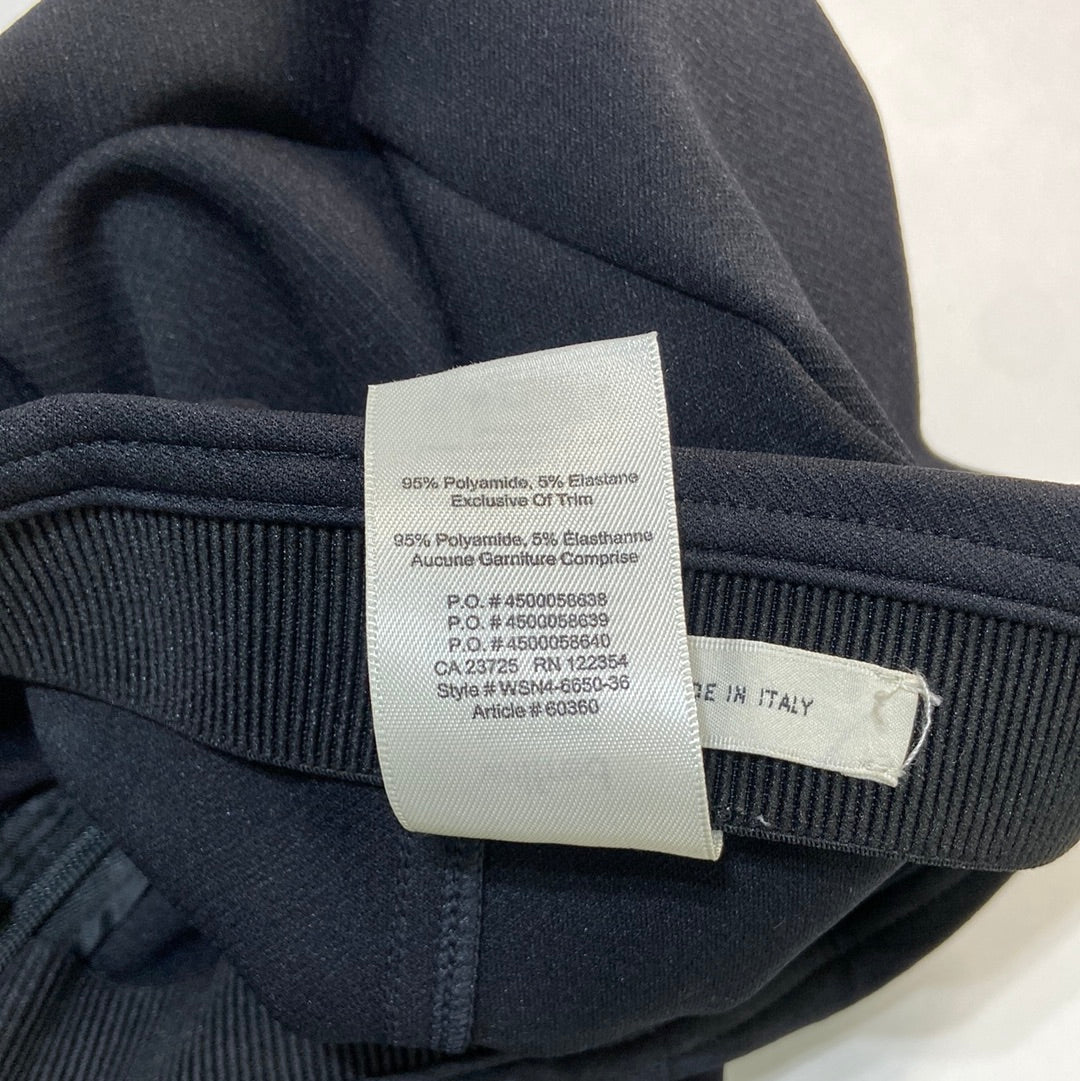 95% Polyamide, 5% Elastane
Exclusive Of Trim
95% Polyamide, 5% Élasthanne
Aucune Garniture Comprise
P.O. # 4500058638
P.O. # 4500058639
P.O. # 4500058640
CA 23725 RN 122354
Style # WSN4-6650-36
Article # 60360
IN ITALY